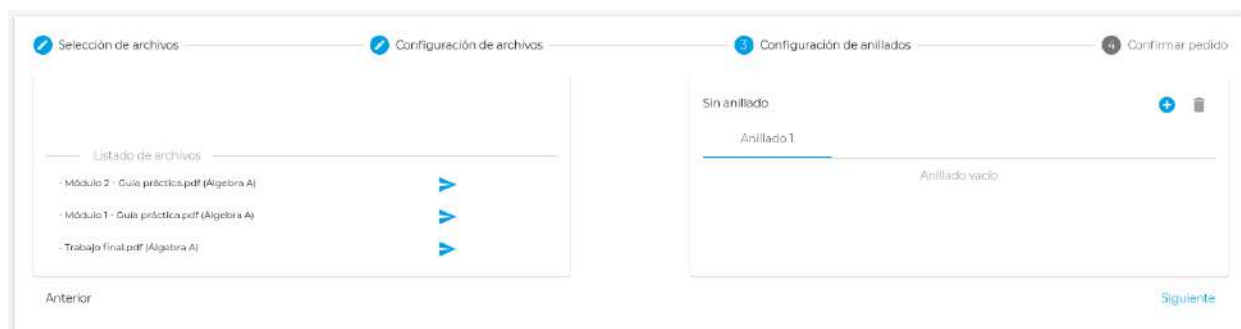 Selección de archivos
Configuración de archivos
3 Configuración de anillados
4 Confirmar pedido
Listado de archivos
- Módulo 2 - Guía práctica.pdf (Álgebra A)
- Módulo 1 - Guía práctica.pdf (Álgebra A)
- Trabajo final.pdf (Álgebra A)
Sin anillado
Anillado 1
Anillado vacío
Anterior
Siguiente